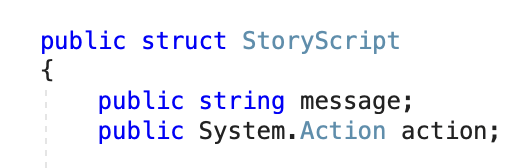 public struct StoryScript
{
public string message;
public System.Action action;